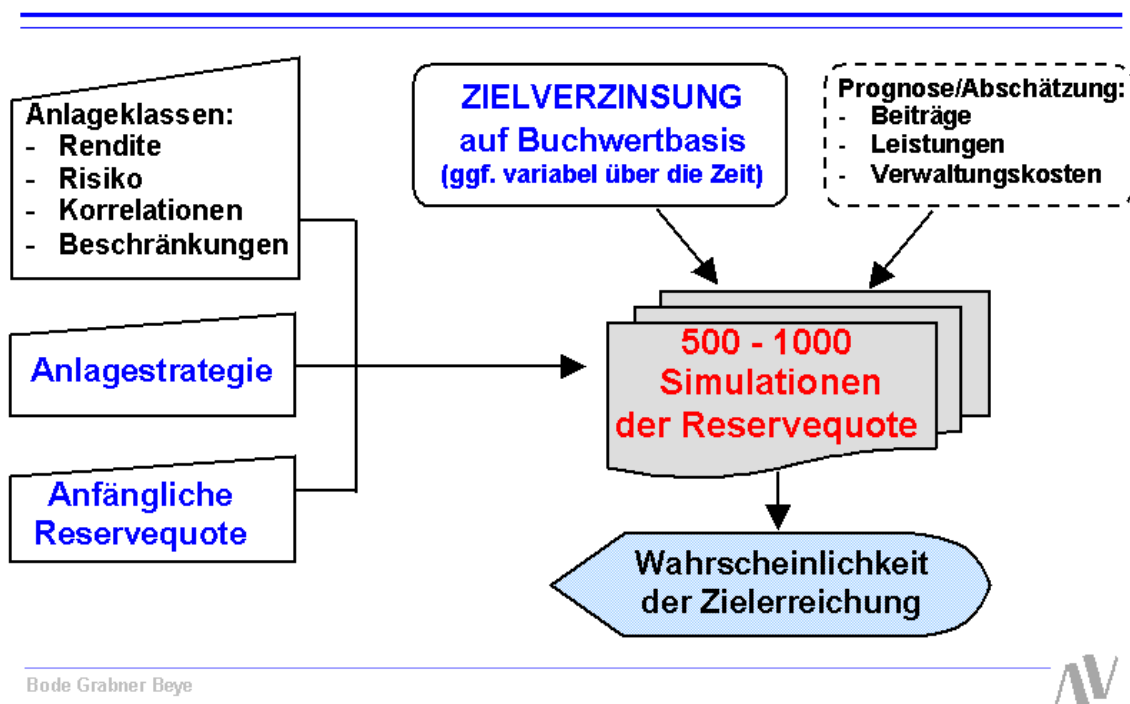 Anlageklassen:
- Rendite
- Risiko
- Korrelationen
- Beschränkungen
ZIELVERZINSUNG
auf Buchwertbasis
(ggf. variabel über die Zeit)
Prognose/Abschätzung:
- Beiträge
- Leistungen
- Verwaltungskosten
Anlagestrategie
Anfängliche
Reservequote
500 - 1000
Simulationen
der Reservequote
Wahrscheinlichkeit
der Zielerreichung
Bode Grabner Beye